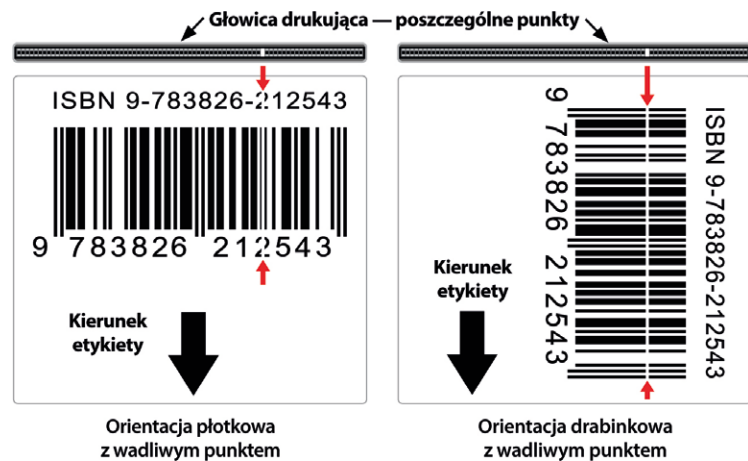 Głowica drukująca — poszczególne punkty
ISBN 9-783826-212543
9 783826 212543
Kierunek
etykiety
Orientacja płotkowa
z wadliwym punktem
9 783826 212543
ISBN 9-783826-212543
Kierunek
etykiety
Orientacja drabinkowa
z wadliwym punktem